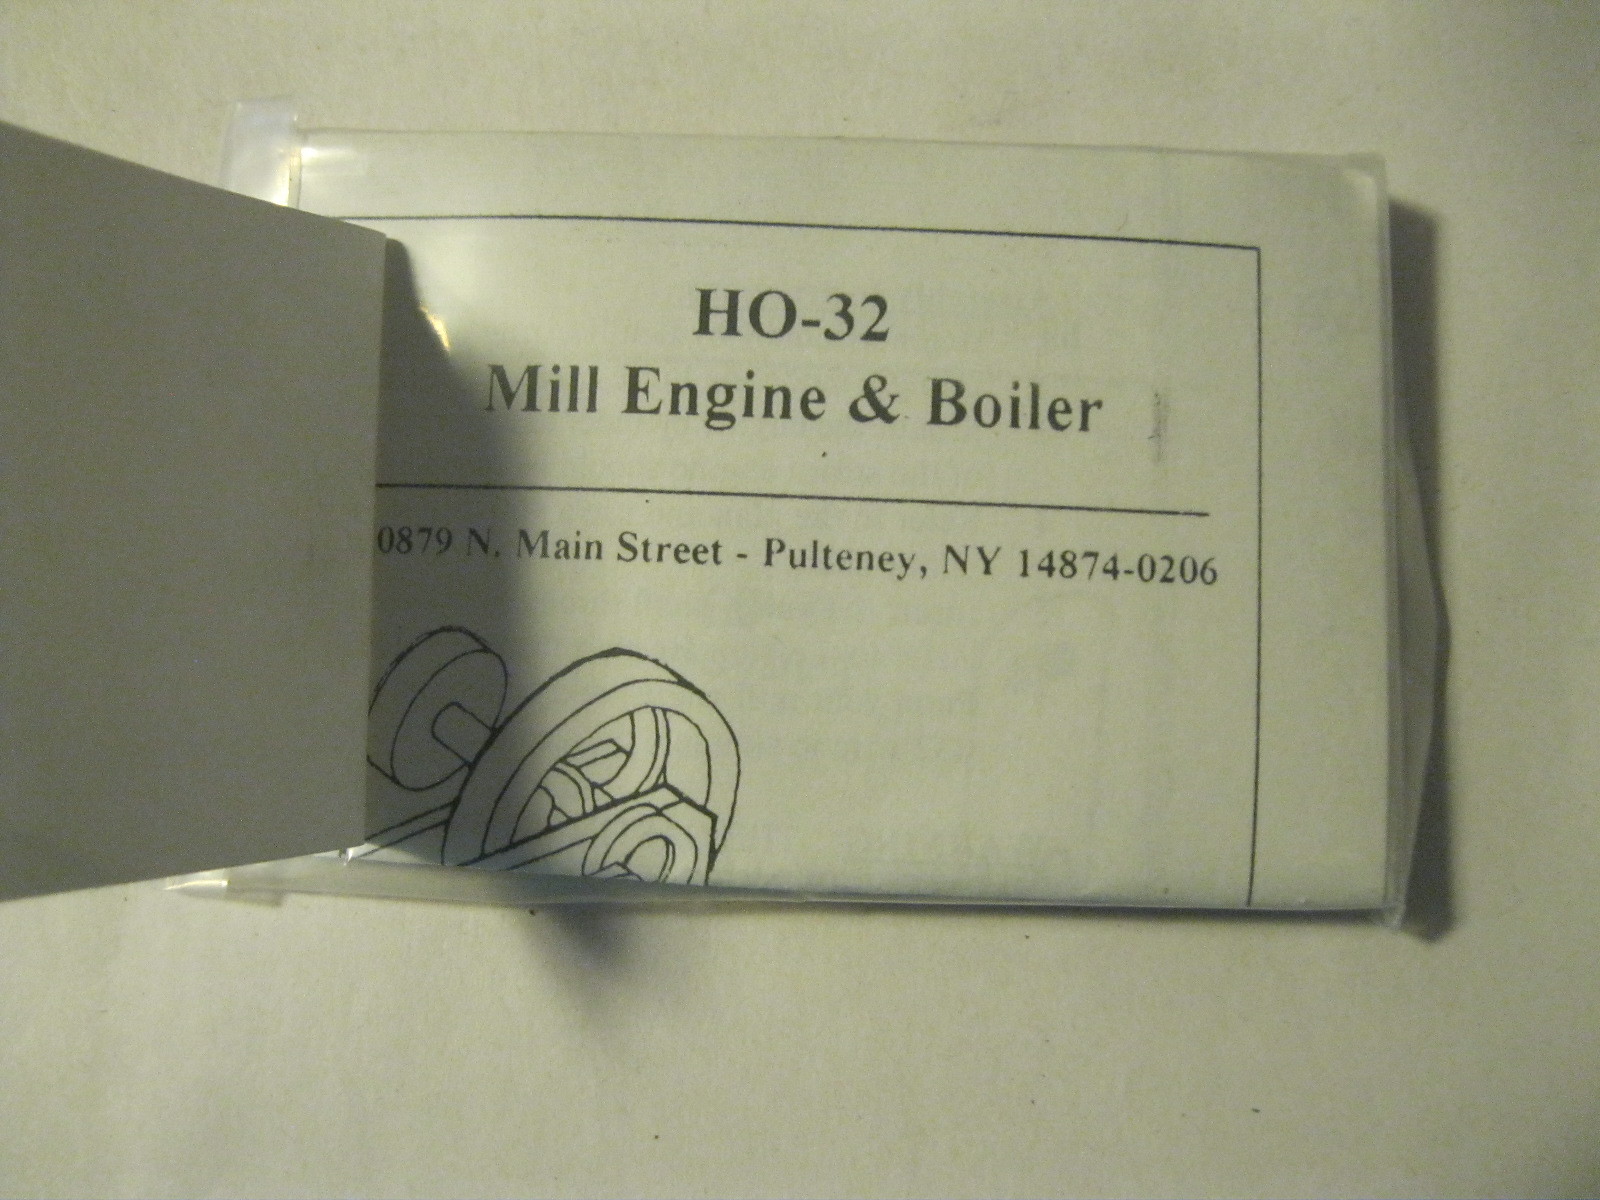 HO-32
Mill Engine & Boiler
0879 N. Main Street - Pulteney, NY 14874-0206